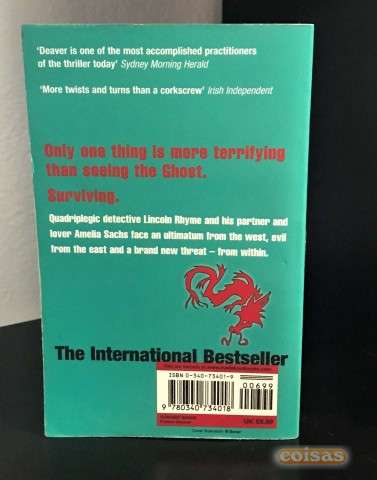 ‘Deaver is one of the most accomplished practitioners
of the thriller today’ Sydney Morning Herald
‘More twists and turns than a corkscrew’ Irish Independent
Only one thing is more terrifying
than seeing the Ghost.
Surviving.
Quadriplegic detective Lincoln Rhyme and his partner and
lover Amelia Sachs face an ultimatum from the west, evil
from the east and a brand new threat – from within.
The International Bestseller
ISBN 0-340-73401-9
00699
9 780340 734018
UK £6.99
eoisas